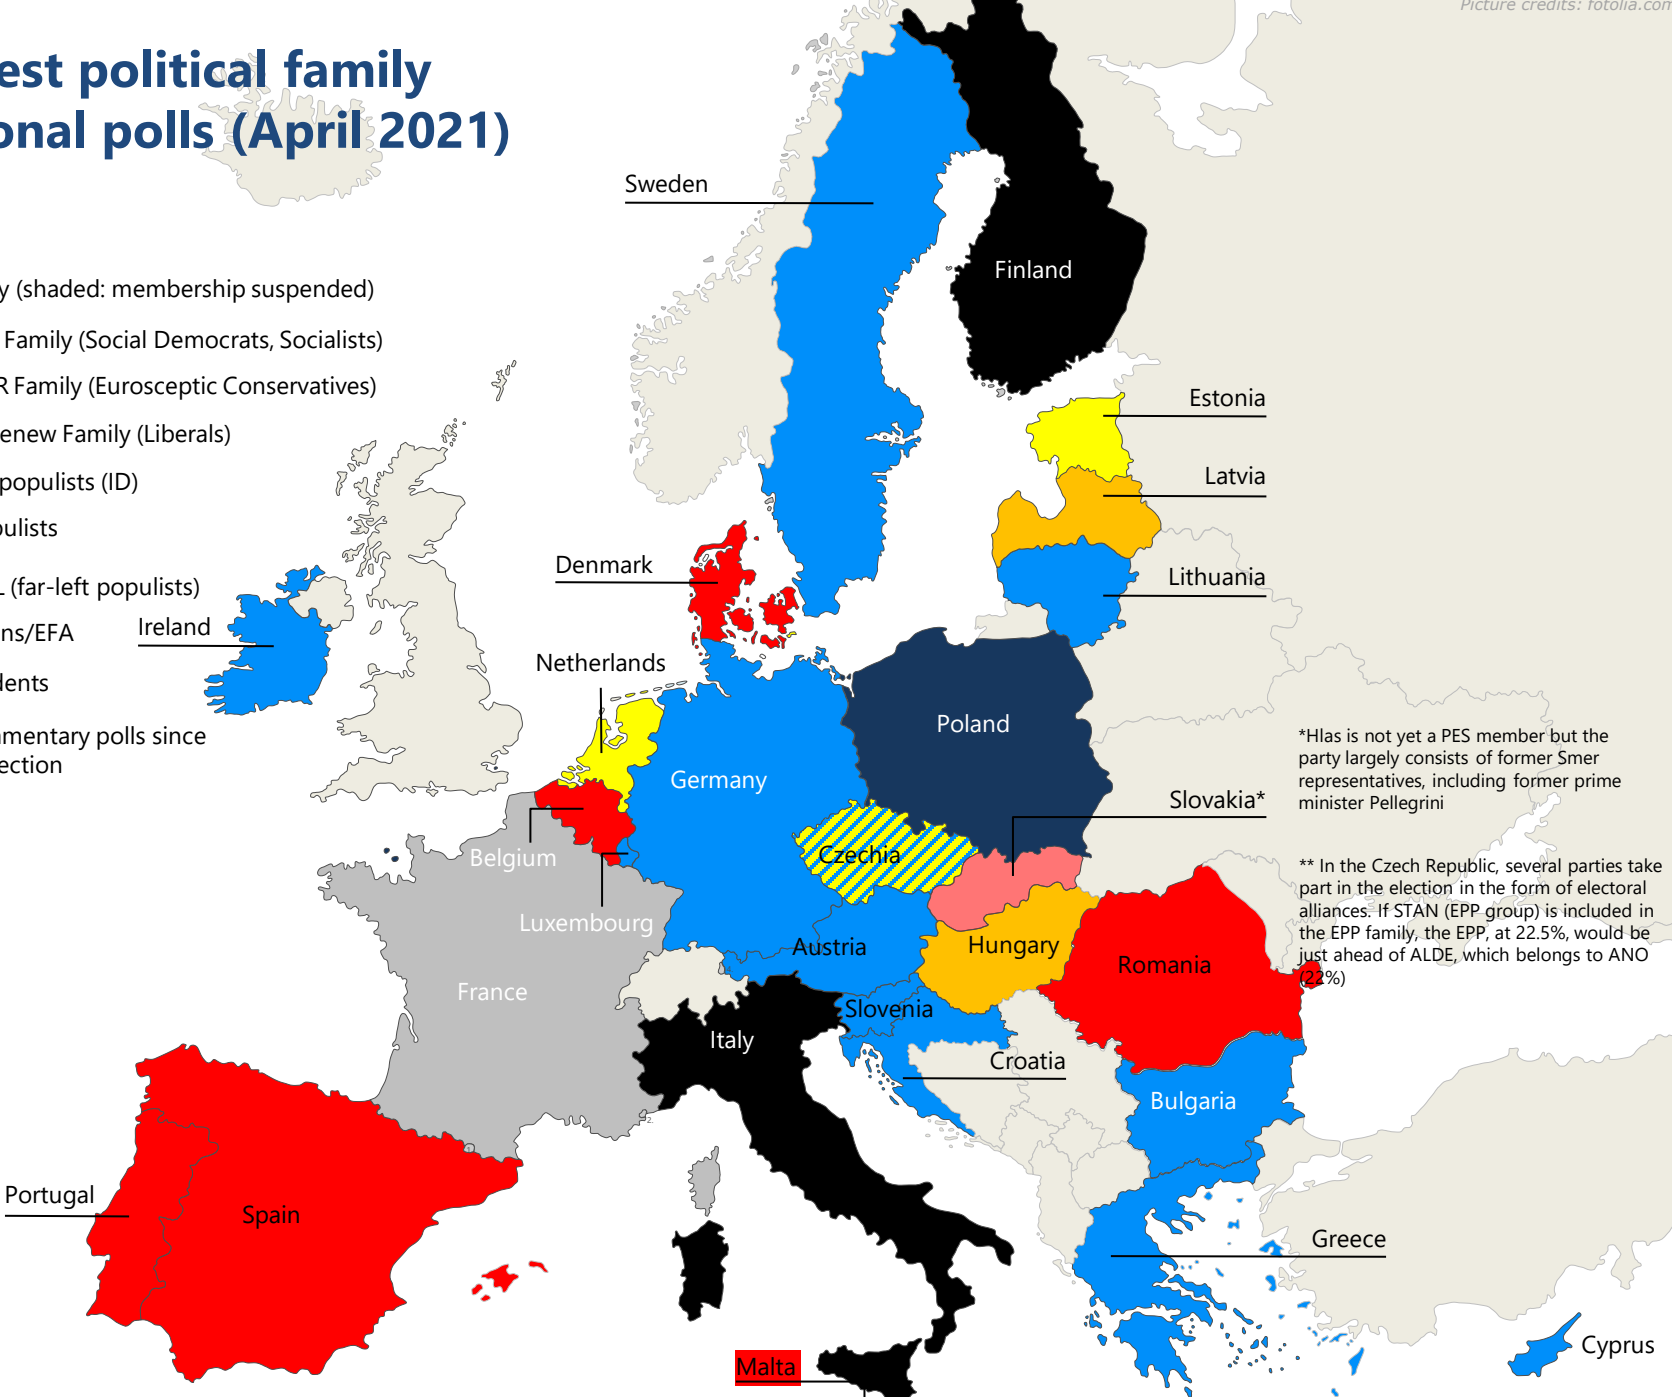 Picture credits: fotolia.com
est political family
onal polls (April 2021)
y (shaded: membership suspended)
Family (Social Democrats, Socialists)
R Family (Eurosceptic Conservatives)
enew Family (Liberals)
populists (ID)
pulists
L (far-left populists)
ns/EFA
dents
amentary polls since
ection
Sweden
Finland
Estonia
Latvia
Lithuania
Denmark
Ireland
Netherlands
Poland
Germany
Slovakia*
Belgium
Czechia
Luxembourg
Austria
Hungary
Romania
France
Slovenia
Italy
Croatia
Bulgaria
Portugal
Spain
Greece
Malta
Cyprus
2.
*Hlas is not yet a PES member but the
party largely consists of former Smer
representatives, including former prime
minister Pellegrini
** In the Czech Republic, several parties take
part in the election in the form of electoral
alliances. If STAN (EPP group) is included in
the EPP family, the EPP, at 22.5%, would be
just ahead of ALDE, which belongs to ANO
(22%)